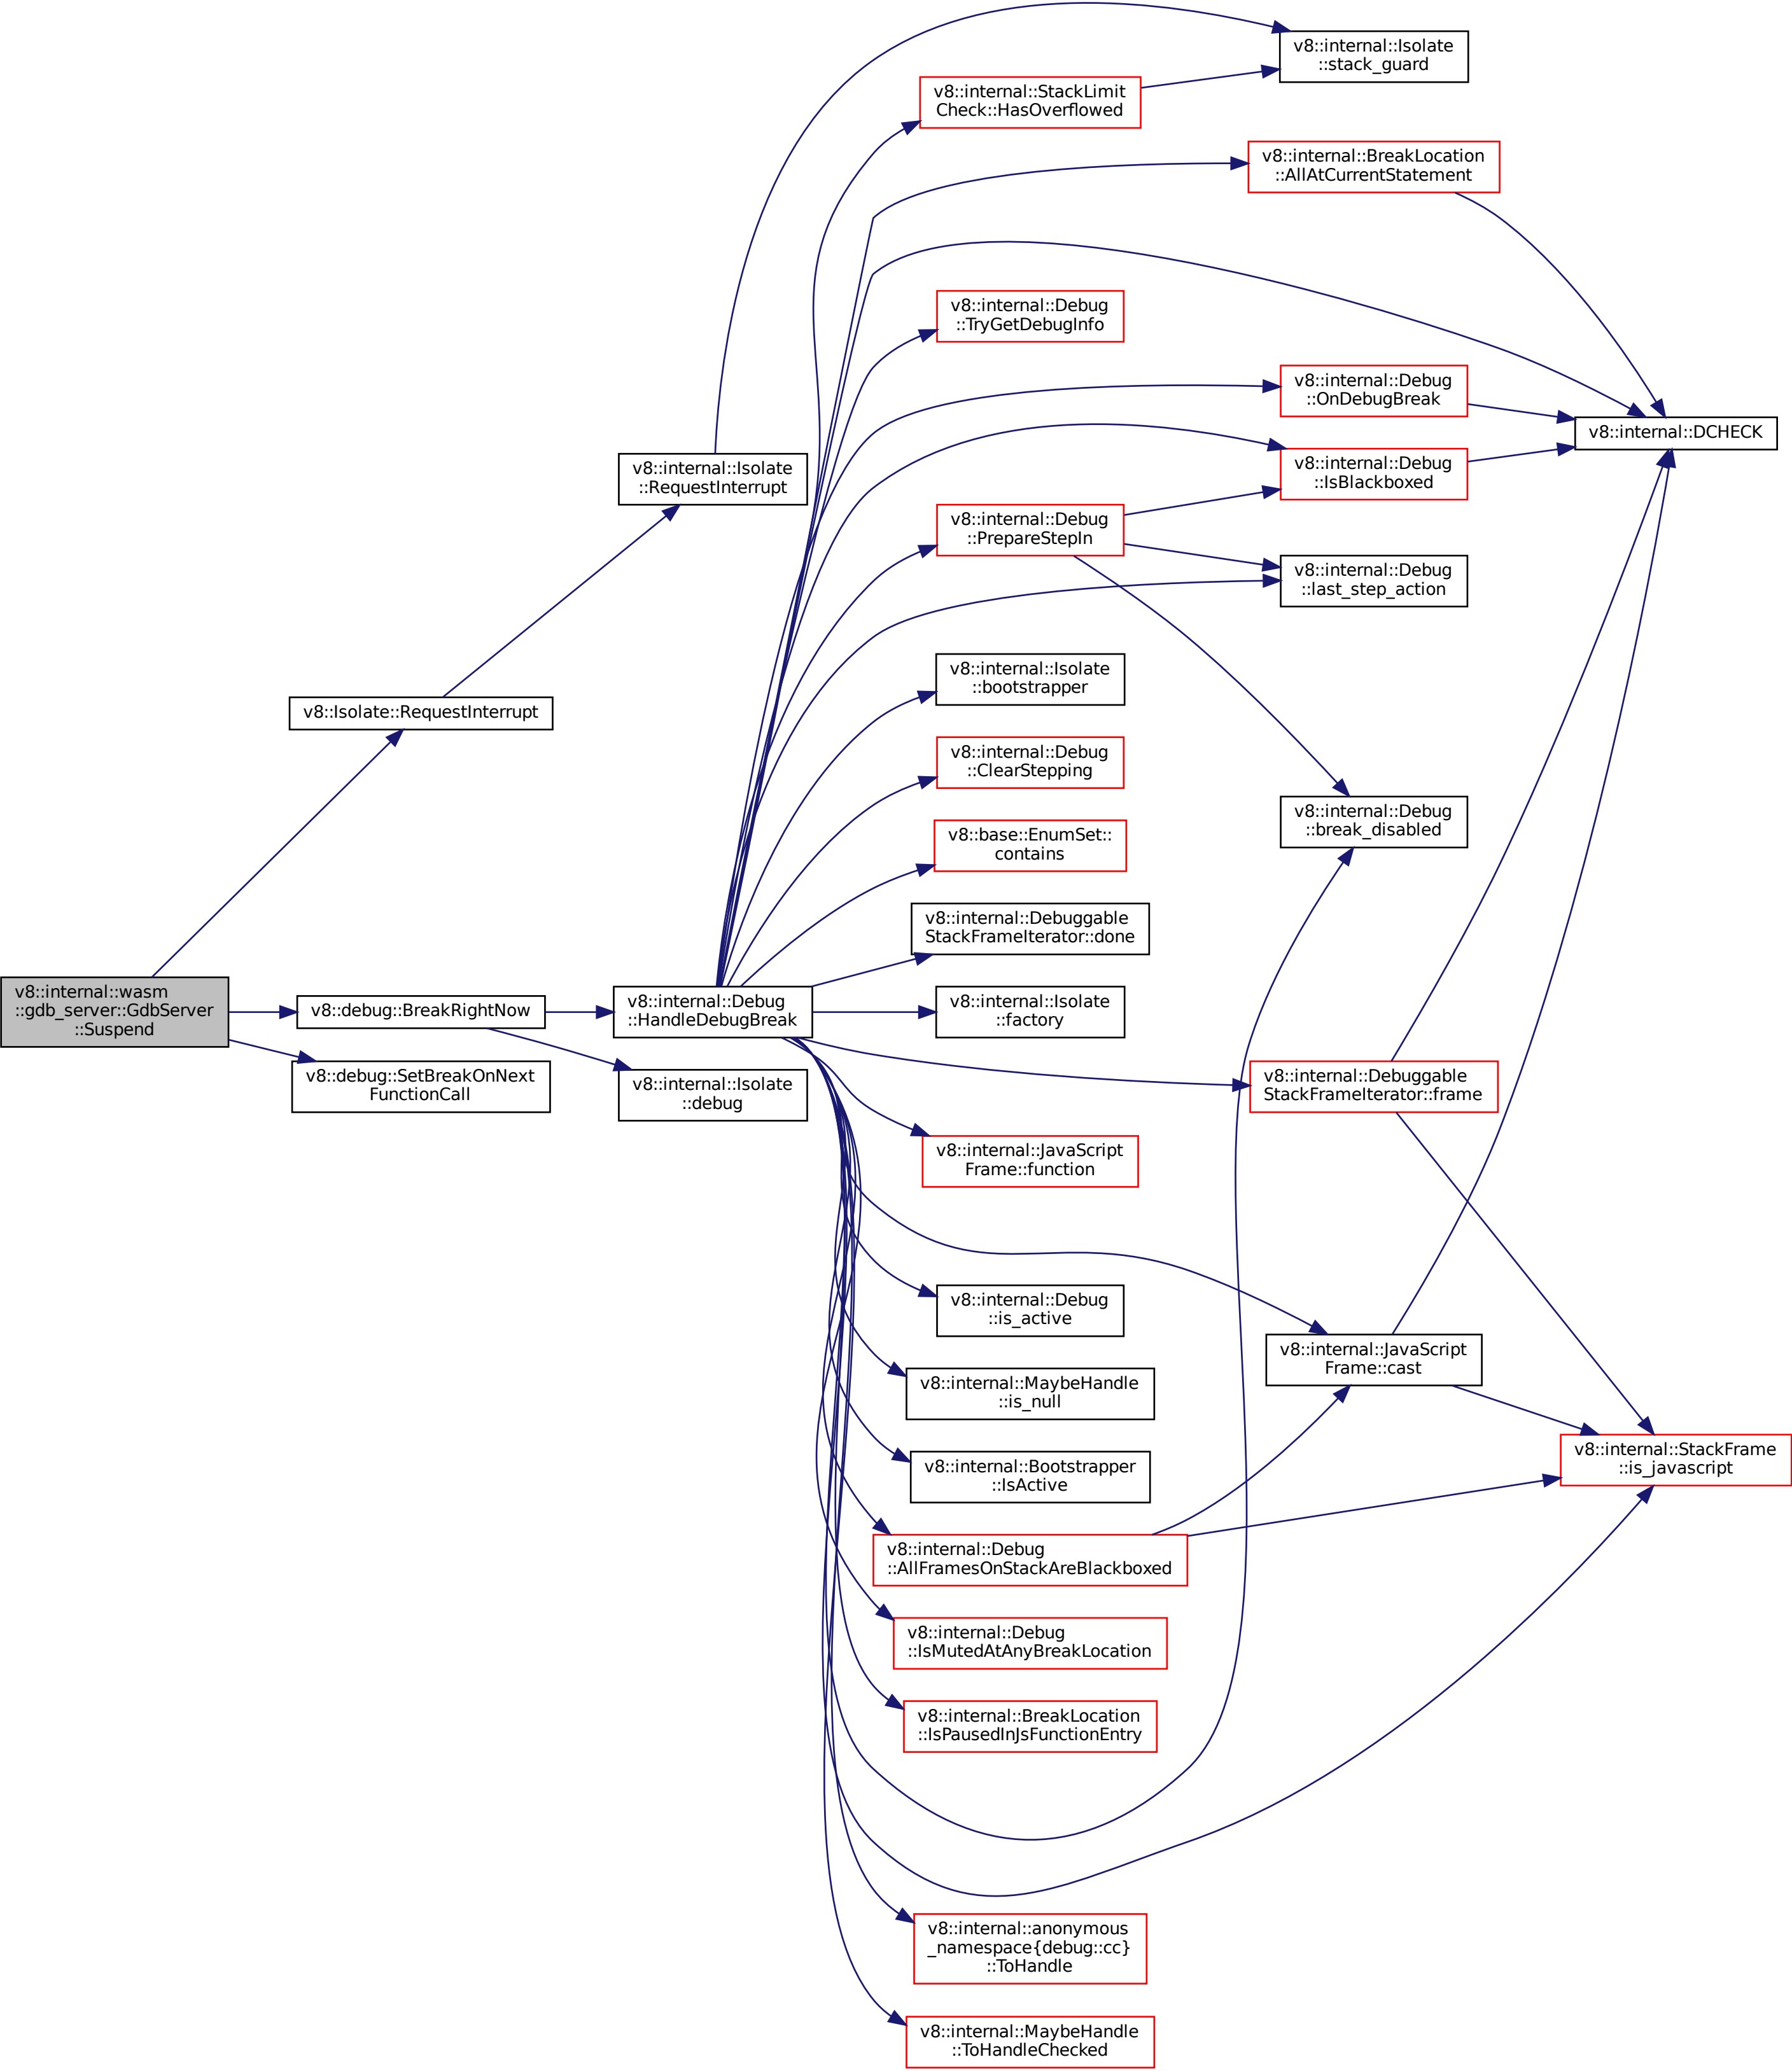 v8::internal::wasm
::gdb_server::GdbServer
::Suspend
v8::Isolate::RequestInterrupt
v8::debug::BreakRightNow
v8::debug::SetBreakOnNext
FunctionCall
v8::internal::Isolate
::RequestInterrupt
v8::internal::Debug
::HandleDebugBreak
v8::internal::Isolate
::debug
v8::internal::StackLimit
Check::HasOverflowed
v8::internal::Debug
::TryGetDebugInfo
v8::internal::Debug
::PrepareStepIn
v8::internal::Isolate
::bootstrapper
v8::internal::Debug
::ClearStepping
v8::base::EnumSet::
contains
v8::internal::Debuggable
StackFrameIterator::done
v8::internal::Isolate
::factory
v8::internal::JavaScript
Frame::function
v8::internal::Debug
::is_active
v8::internal::MaybeHandle
::is_null
v8::internal::Bootstrapper
::IsActive
v8::internal::Debug
::AllFramesOnStackAreBlackboxed
v8::internal::Debug
::IsMutedAtAnyBreakLocation
v8::internal::BreakLocation
::IsPausedInJsFunctionEntry
v8::internal::anonymous
_namespace{debug::cc}
::ToHandle
v8::internal::MaybeHandle
::ToHandleChecked
v8::internal::Isolate
::stack_guard
v8::internal::BreakLocation
::AllAtCurrentStatement
v8::internal::Debug
::OnDebugBreak
v8::internal::Debug
::IsBlackboxed
v8::internal::Debug
::last_step_action
v8::internal::Debug
::break_disabled
v8::internal::Debuggable
StackFrameIterator::frame
v8::internal::JavaScript
Frame::cast
v8::internal::DCHECK
v8::internal::StackFrame
::is_javascript